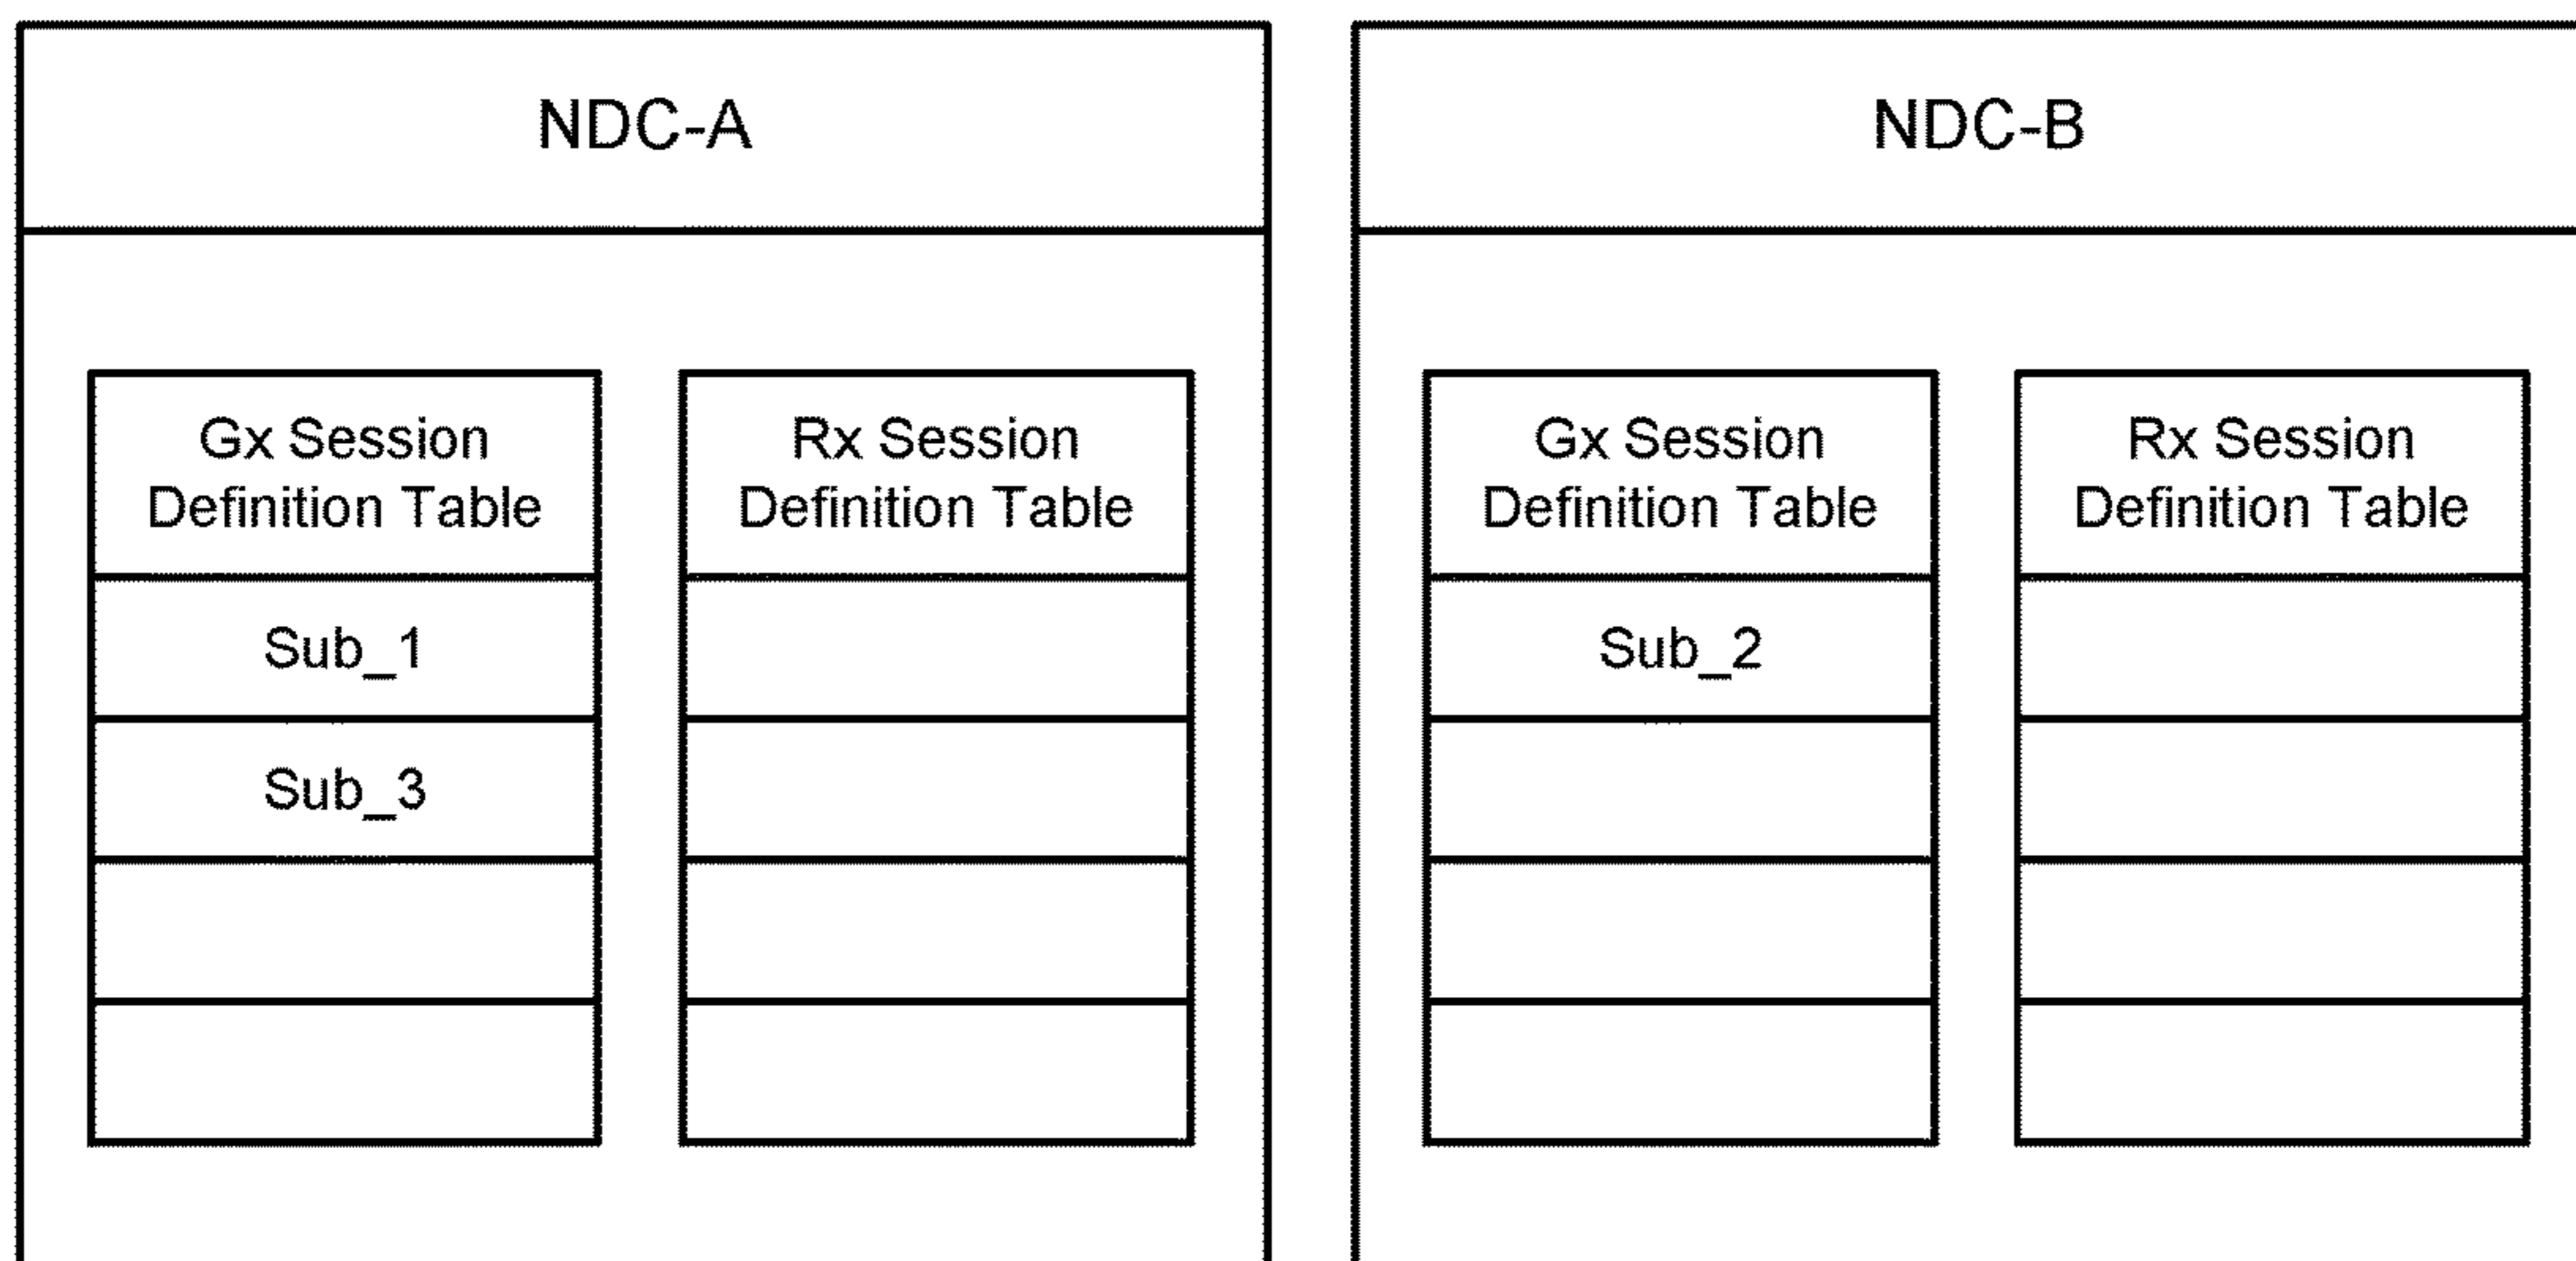 NDC-A
Gx Session
Definition Table
Sub_1
Sub_3
Rx Session
Definition Table
NDC-B
Gx Session
Definition Table
Sub_2
Rx Session
Definition Table